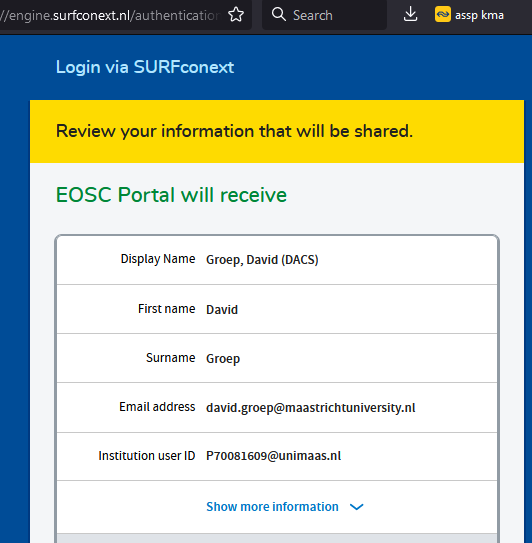 //engine.surfconext.nl/authentication
Search
assp kma
Login via SURFconext
Review your information that will be shared.
EOSC Portal will receive
Display Name Groep, David (DACS)
First name David
Surname Groep
Email address david.groep@maastrichtuniversity.nl
Institution user ID P70081609@unimaas.nl
Show more information